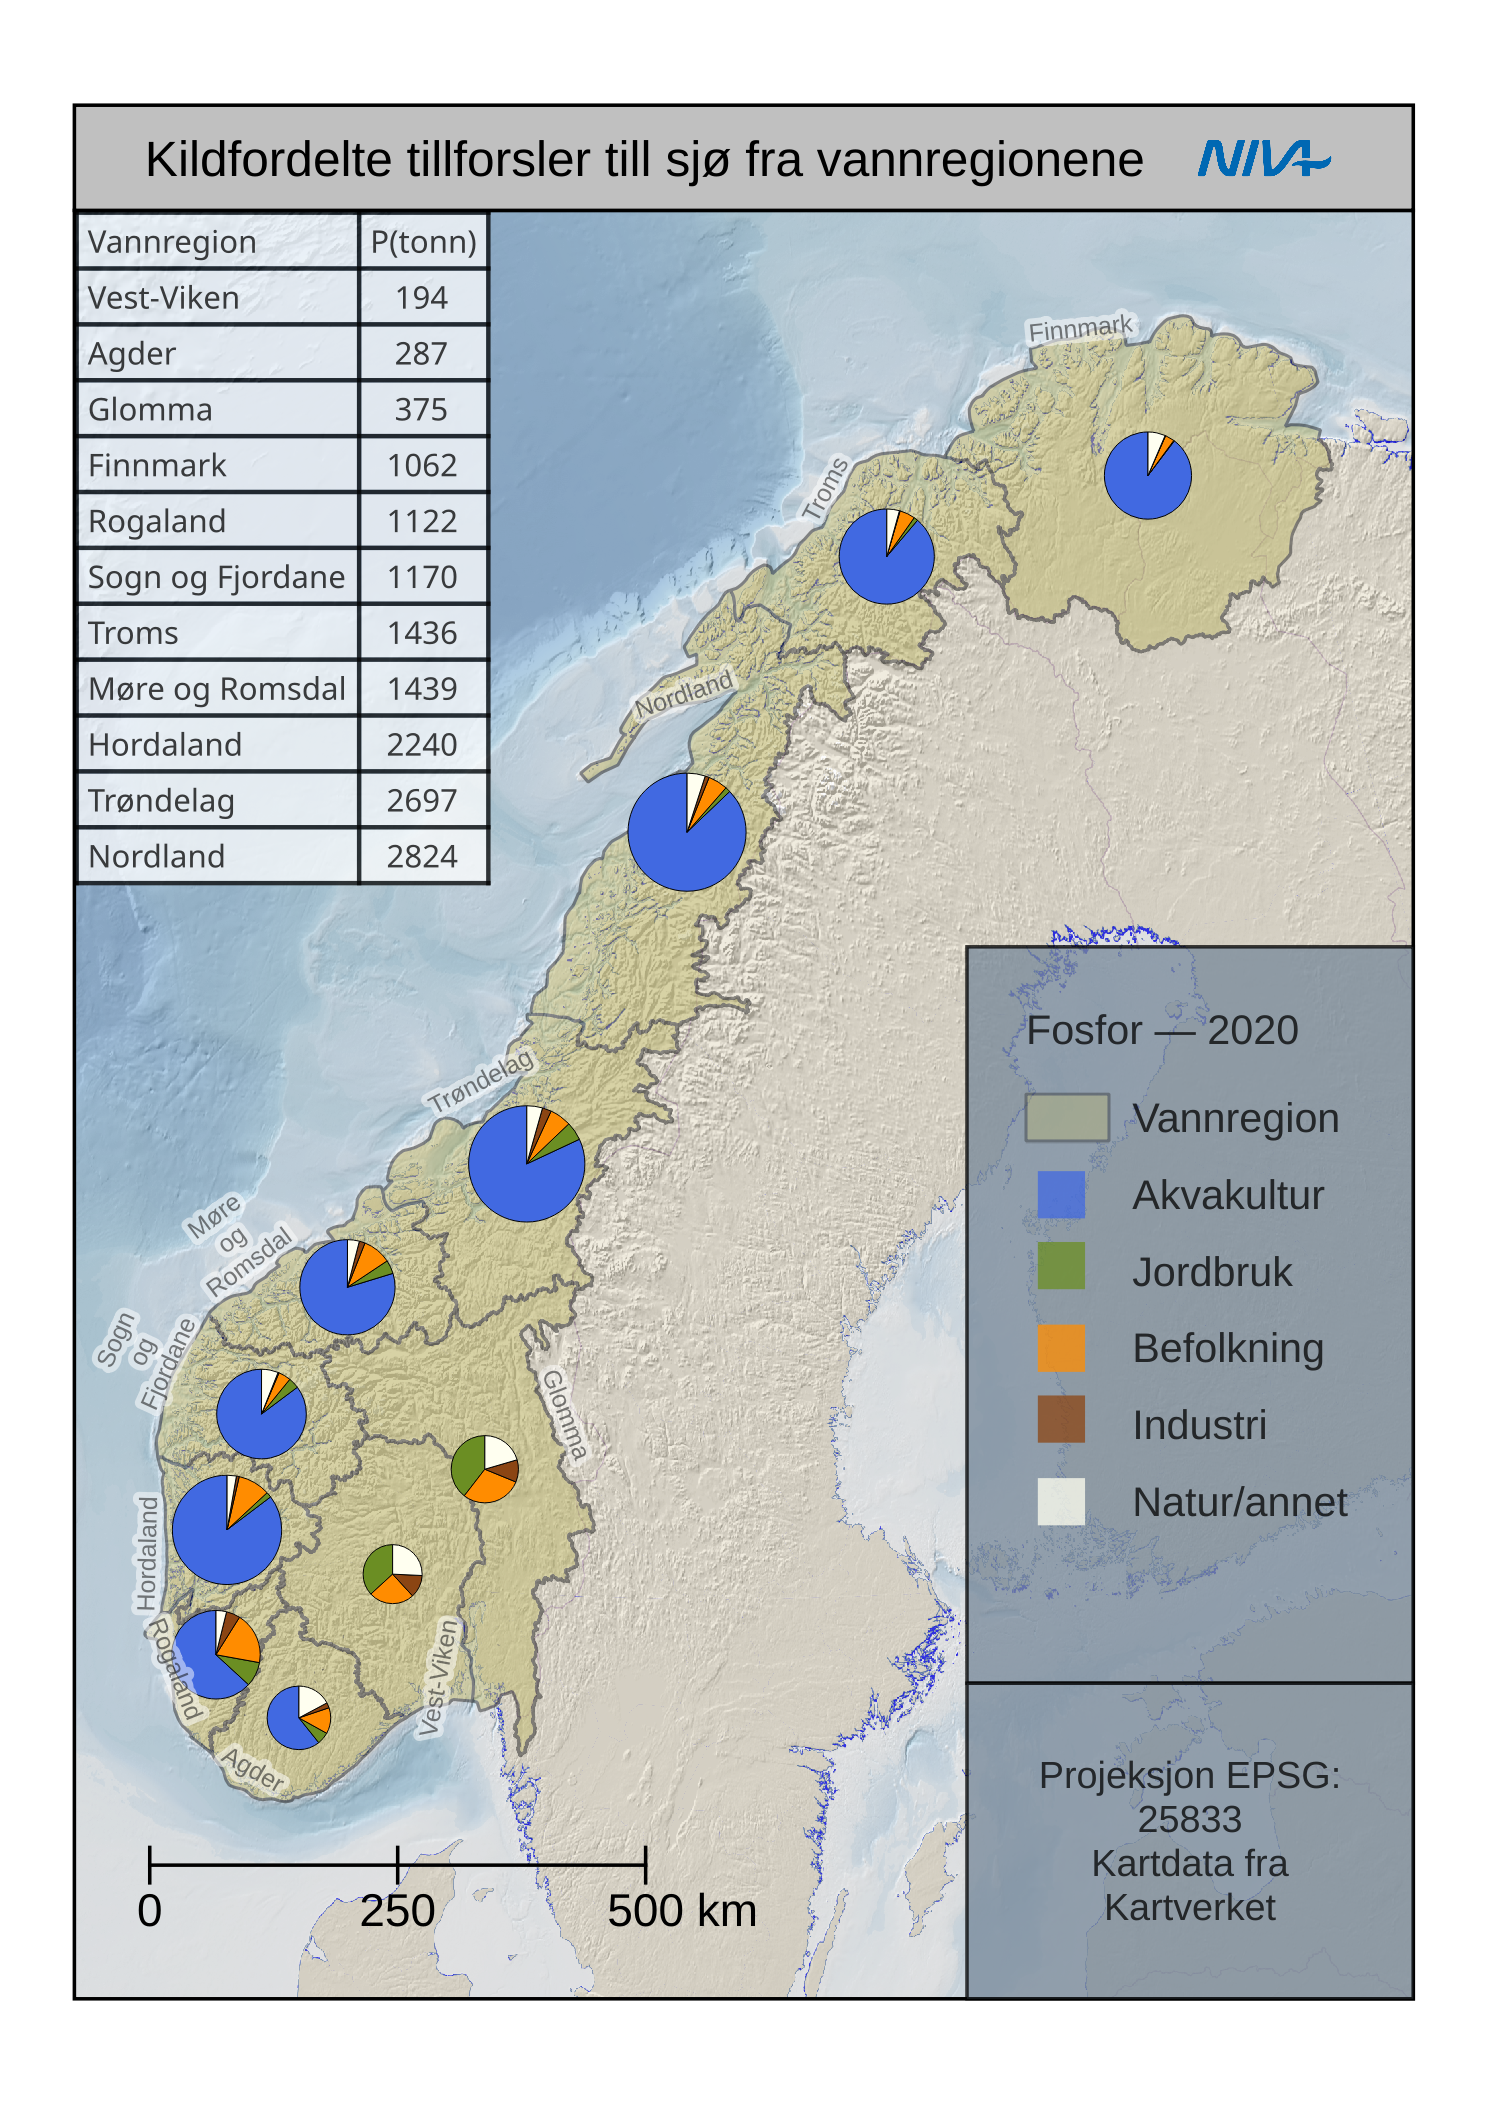 Kildfordelte tillforsler till sjø fra vannregionene
NIVA
Vannregion P(tonn)
Vest-Viken 194
Agder 287
Glomma 375
Finnmark 1062
Rogaland 1122
Sogn og Fjordane 1170
Troms 1436
Møre og Romsdal 1439
Hordaland 2240
Trøndelag 2697
Nordland 2824
Finnmark
Troms
Nordland
Trøndelag
Møre
og
Romsdal
Sogn
og
Fjordane
Glomma
Hordaland
Rogaland
Vest-Viken
Agder
Fosfor — 2020
Vannregion
Akvakultur
Jordbruk
Befolkning
Industri
Natur/annet
Projeksjon EPSG:
25833
Kartdata fra
Kartverket
0 250 500 km